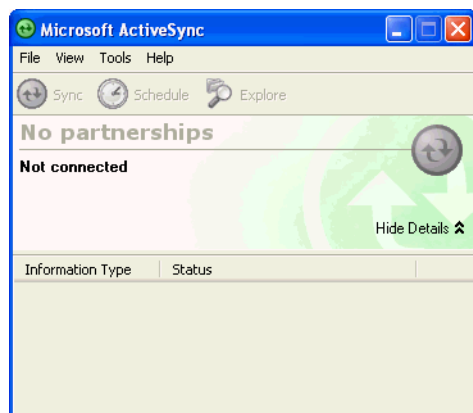 Microsoft ActiveSync
File View Tools Help
Sync Schedule Explore
No partnerships
Not connected
Hide Details
Information Type Status